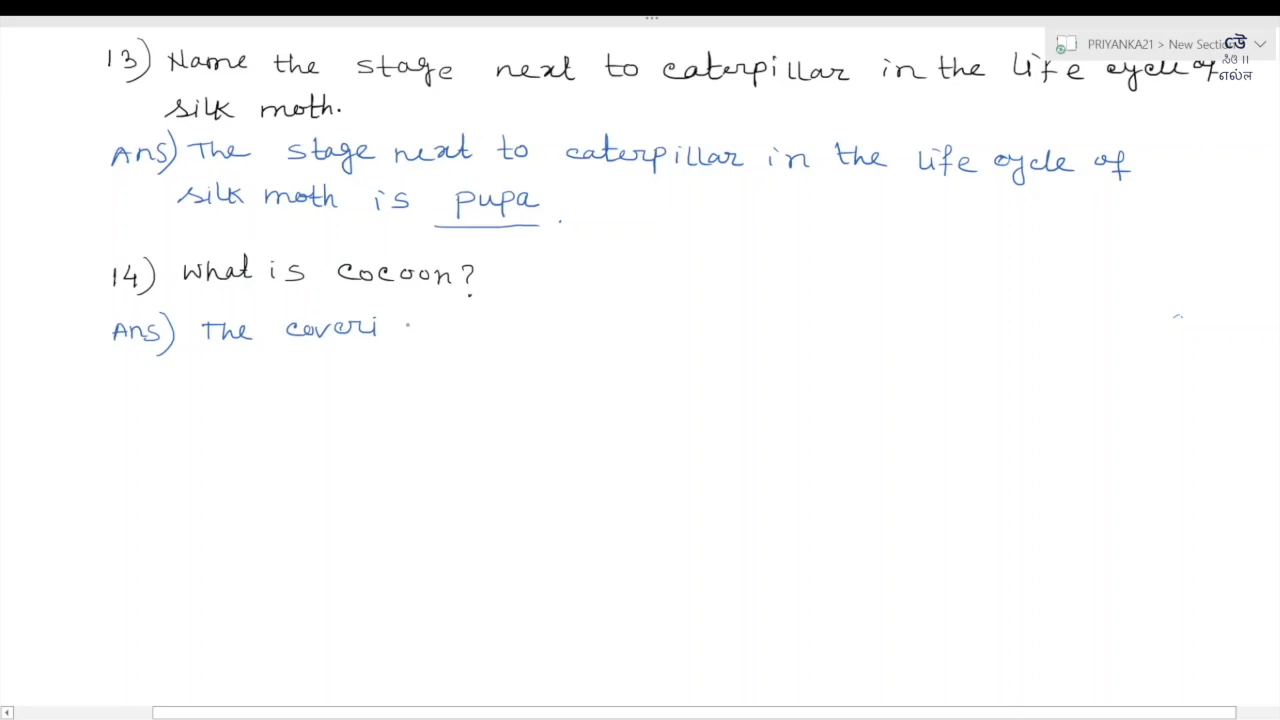 PRIYANKA21 > New Section
13) Name the stage next to caterpillar in the life cycle of
silk moth.
Ans) The stage next to caterpillar in the life cycle of
silk moth is pupa.
14) What is cocoon?
Ans) The coveri